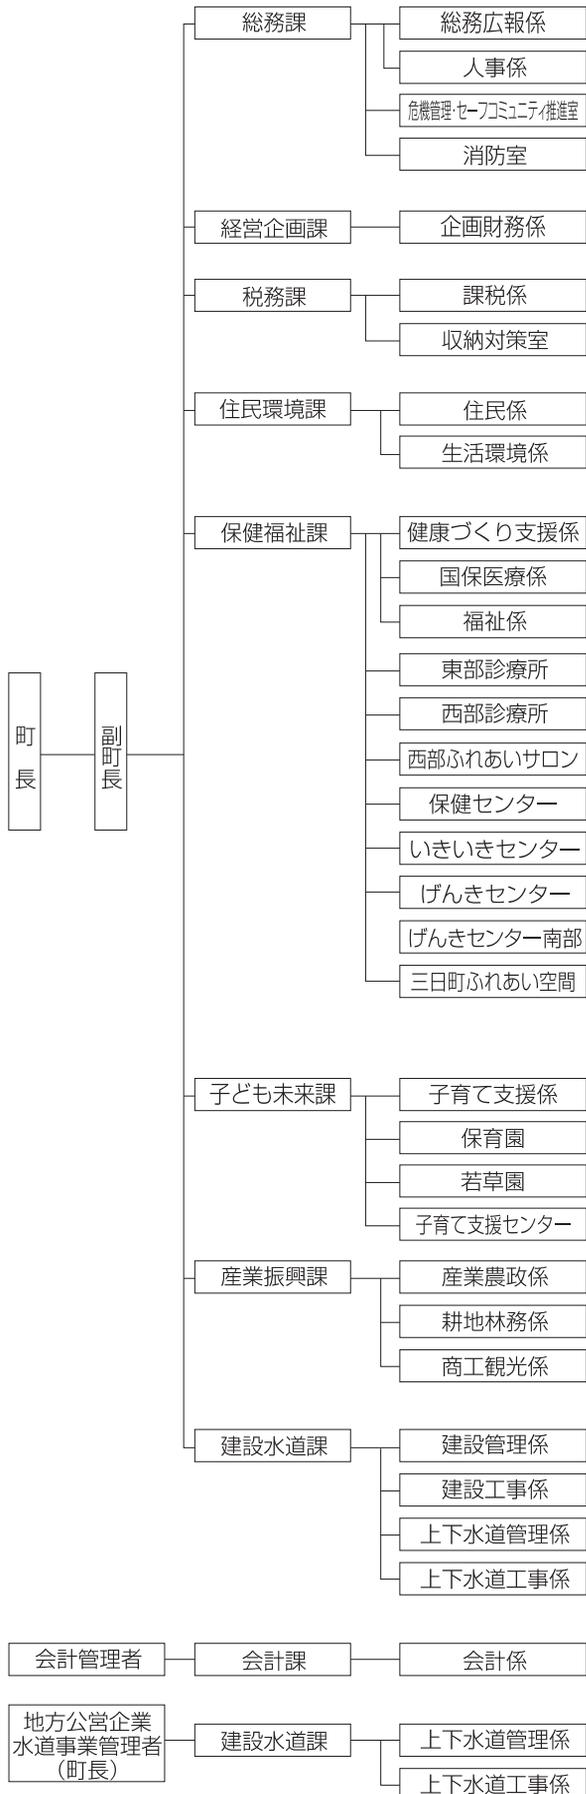 総務課
総務広報係
人事係
危機管理・セーフコミュニティ推進室
消防室
経営企画課
企画財務係
税務課
課税係
収納対策室
住民環境課
住民係
生活環境係
保健福祉課
健康づくり支援係
国保医療係
福祉係
東部診療所
西部診療所
西部ふれあいサロン
保健センター
いきいきセンター
げんきセンター
げんきセンター南部
三日町ふれあい空間
町長
副町長
子ども未来課
子育て支援係
保育園
若草園
子育て支援センター
産業振興課
産業農政係
耕地林務係
商工観光係
建設水道課
建設管理係
建設工事係
上下水道管理係
上下水道工事係
会計管理者
会計課
会計係
地方公営企業
水道事業管理者
（町長）
建設水道課
上下水道管理係
上下水道工事係